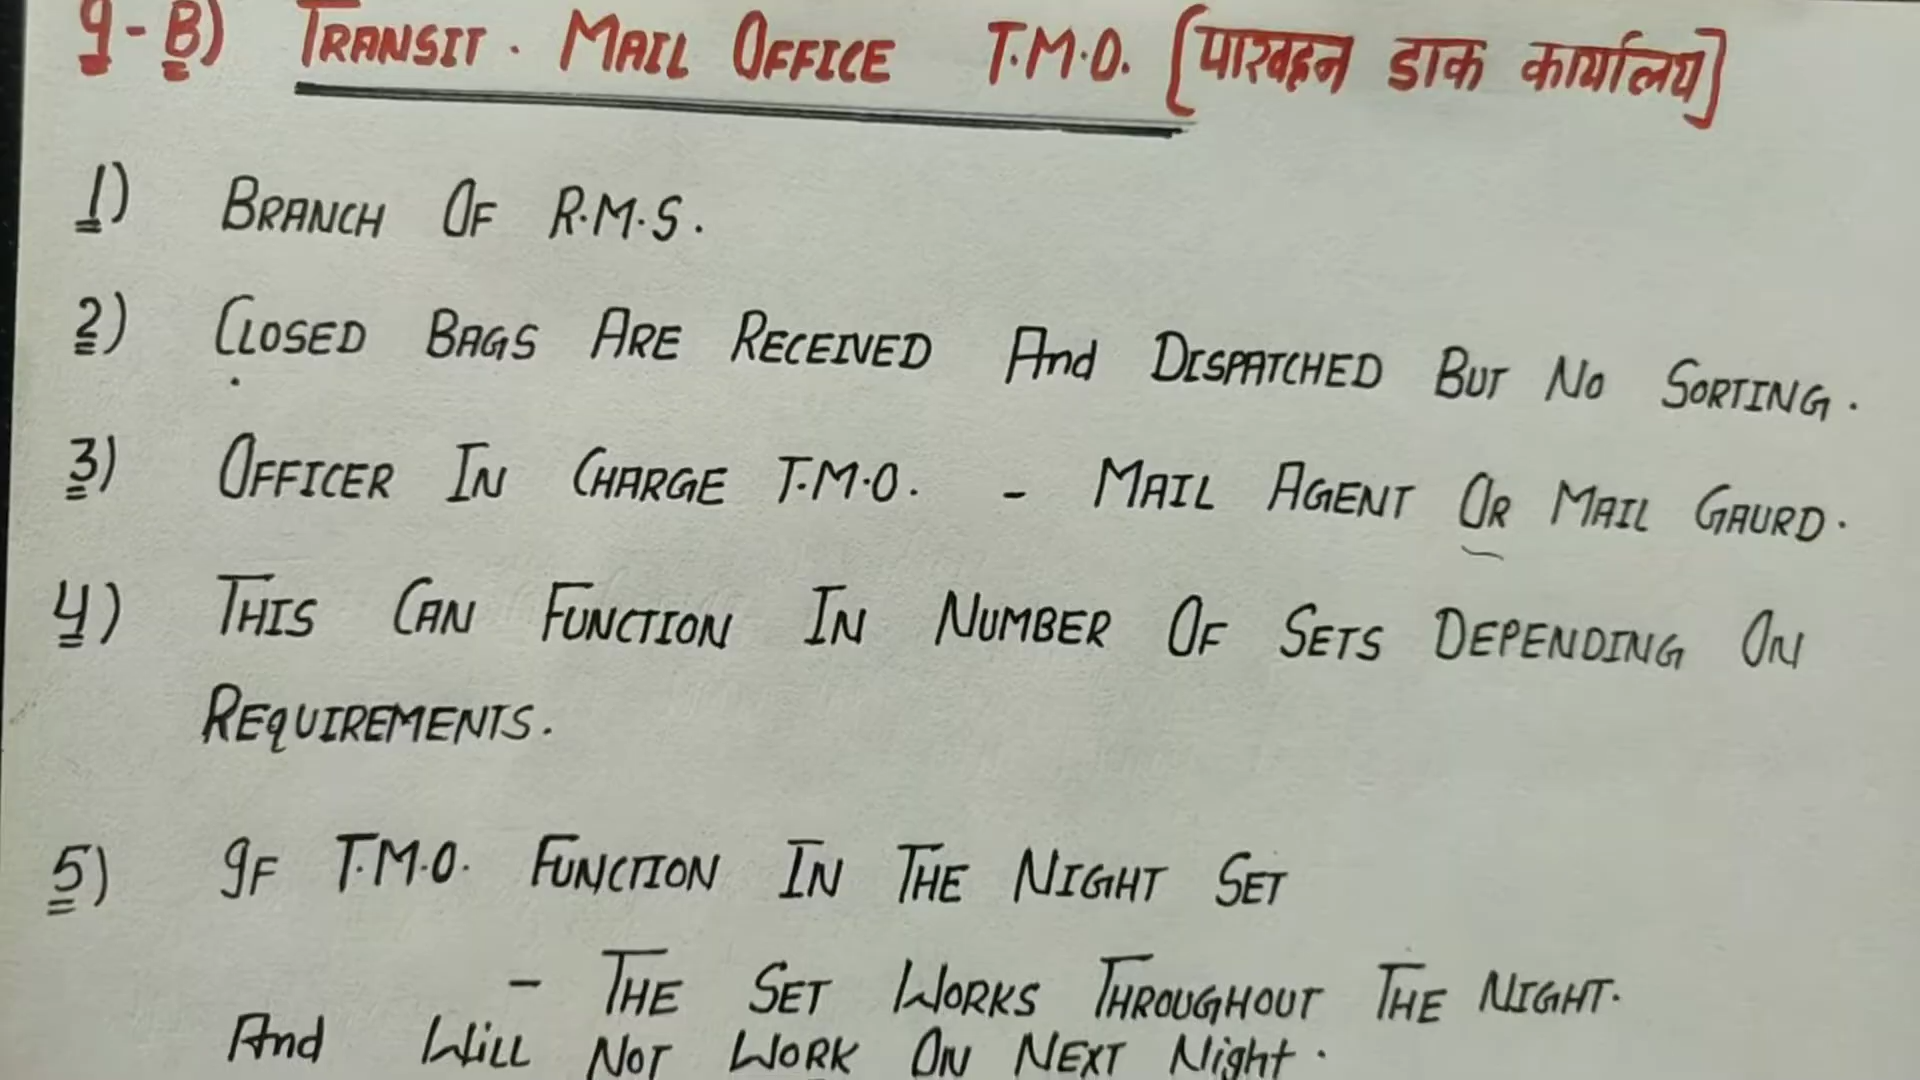 9-B) TRANSIT. MAIL OFFICE T.M.O. [पारवहन डाक कार्यालय]
1) BRANCH OF R.M.S.
2) CLOSED BAGS ARE RECEIVED And DISPATCHED BUT NO SORTING.
3) OFFICER IN CHARGE T.M.O. - MAIL AGENT OR MAIL GAURD.
4) THIS CAN FUNCTION IN NUMBER OF SETS DEPENDING ON
REQUIREMENTS.
5) IF T.M.O. FUNCTION IN THE NIGHT SET
- THE SET WORKS THROUGHOUT THE NIGHT.
And WILL NOT WORK ON NEXT Night.